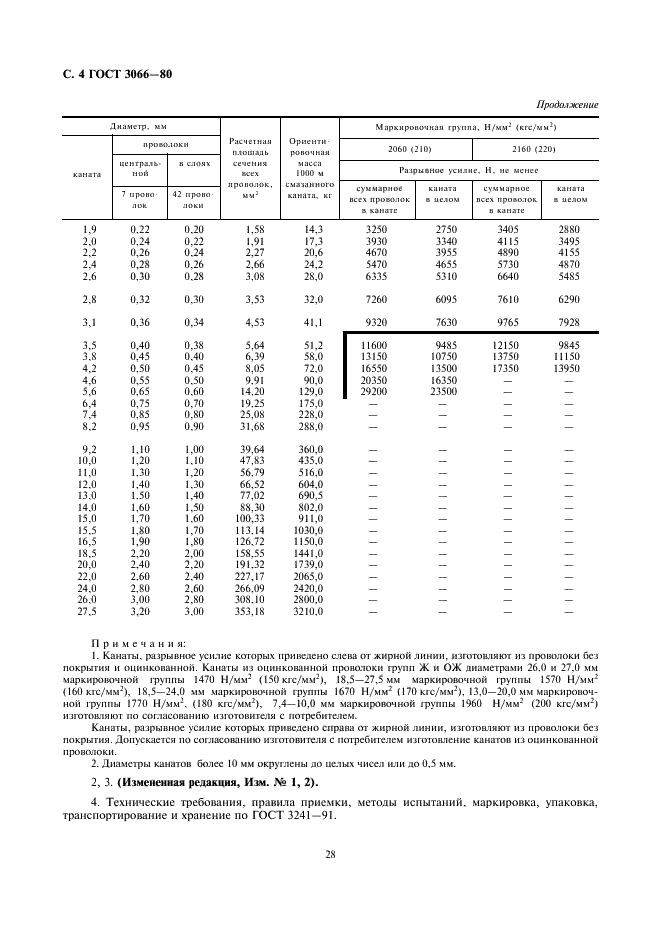 С. 4 ГОСТ 3066—80
Продолжение
Диаметр, мм
Расчетная площадь сечения всех проволок, мм²
Ориенти-ровочная масса 1000 м смазанного каната, кг
Маркировочная группа, Н/мм² (кгс/мм²)
каната
проволоки
2060 (210)
2160 (220)
централь-ной
в слоях
Разрывное усилие, Н, не менее
7 прово-лок
42 прово-локи
суммарное всех проволок в канате
каната в целом
суммарное всех проволок в канате
каната в целом
1,9 0,22 0,20 1,58 14,3 3250 2750 3405 2880
2,0 0,24 0,22 1,91 17,3 3930 3340 4115 3495
2,2 0,26 0,24 2,27 20,6 4670 3955 4890 4155
2,4 0,28 0,26 2,66 24,2 5470 4655 5730 4870
2,6 0,30 0,28 3,08 28,0 6335 5310 6640 5485
2,8 0,32 0,30 3,53 32,0 7260 6095 7610 6290
3,1 0,36 0,34 4,53 41,1 9320 7630 9765 7928
3,5 0,40 0,38 5,64 51,2 11600 9485 12150 9845
3,8 0,45 0,40 6,39 58,0 13150 10750 13750 11150
4,2 0,50 0,45 8,05 72,0 16550 13500 17350 13950
4,6 0,55 0,50 9,91 90,0 20350 16350 — —
5,6 0,65 0,60 14,20 129,0 29200 23500 — —
6,4 0,75 0,70 19,25 175,0 — — — —
7,4 0,85 0,80 25,08 228,0 — — — —
8,2 0,95 0,90 31,68 288,0 — — — —
9,2 1,10 1,00 39,64 360,0 — — — —
10,0 1,20 1,10 47,83 435,0 — — — —
11,0 1,30 1,20 56,79 516,0 — — — —
12,0 1,40 1,30 66,52 604,0 — — — —
13,0 1,50 1,40 77,02 690,5 — — — —
14,0 1,60 1,50 88,30 802,0 — — — —
15,0 1,70 1,60 100,33 911,0 — — — —
15,5 1,80 1,70 113,14 1030,0 — — — —
16,5 1,90 1,80 126,72 1150,0 — — — —
18,5 2,20 2,00 158,55 1441,0 — — — —
20,0 2,40 2,20 191,32 1739,0 — — — —
22,0 2,60 2,40 227,17 2065,0 — — — —
24,0 2,80 2,60 266,09 2420,0 — — — —
26,0 3,00 2,80 308,10 2800,0 — — — —
27,5 3,20 3,00 353,18 3210,0 — — — —
Примечания:
1. Канаты, разрывное усилие которых приведено слева от жирной линии, изготовляют из проволоки без
покрытия и оцинкованной. Канаты из оцинкованной проволоки групп Ж и ОЖ диаметрами 26,0 и 27,0 мм
маркировочной группы 1470 Н/мм² (150 кгс/мм²), 18,5—27,5 мм маркировочной группы 1570 Н/мм²
(160 кгс/мм²), 18,5—24,0 мм маркировочной группы 1670 Н/мм² (170 кгс/мм²), 13,0—20,0 мм маркировоч-
ной группы 1770 Н/мм², (180 кгс/мм²), 7,4—10,0 мм маркировочной группы 1960 Н/мм² (200 кгс/мм²)
изготовляют по согласованию изготовителя с потребителем.
Канаты, разрывное усилие которых приведено справа от жирной линии, изготовляют из проволоки без
покрытия. Допускается по согласованию изготовителя с потребителем изготовление канатов из оцинкованной
проволоки.
2. Диаметры канатов более 10 мм округлены до целых чисел или до 0,5 мм.
2, 3. (Измененная редакция, Изм. № 1, 2).
4. Технические требования, правила приемки, методы испытаний, маркировка, упаковка,
транспортирование и хранение по ГОСТ 3241—91.
28